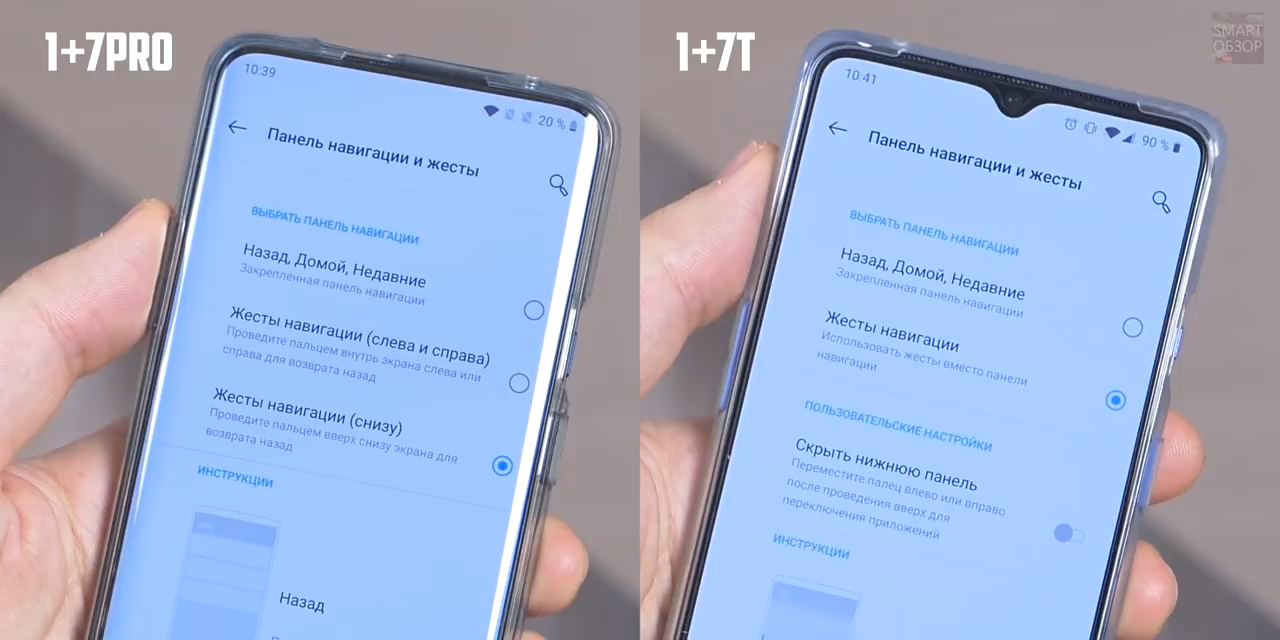 1+7PRO
10:39
20 %
Панель навигации и жесты
ВЫБРАТЬ ПАНЕЛЬ НАВИГАЦИИ
Назад, Домой, Недавние
Закрепленная панель навигации
Жесты навигации (слева и справа)
Проведите пальцем внутрь экрана слева или
справа для возврата назад
Жесты навигации (снизу)
Проведите пальцем вверх снизу экрана для
возврата назад
ИНСТРУКЦИИ
Назад
1+7T
SMART
ОБЗОР
10:41
90 %
Панель навигации и жесты
ВЫБРАТЬ ПАНЕЛЬ НАВИГАЦИИ
Назад, Домой, Недавние
Закрепленная панель навигации
Жесты навигации
Использовать жесты вместо панели
навигации
ПОЛЬЗОВАТЕЛЬСКИЕ НАСТРОЙКИ
Скрыть нижнюю панель
Переместите палец влево или вправо
после проведения вверх для
переключения приложений
ИНСТРУКЦИИ